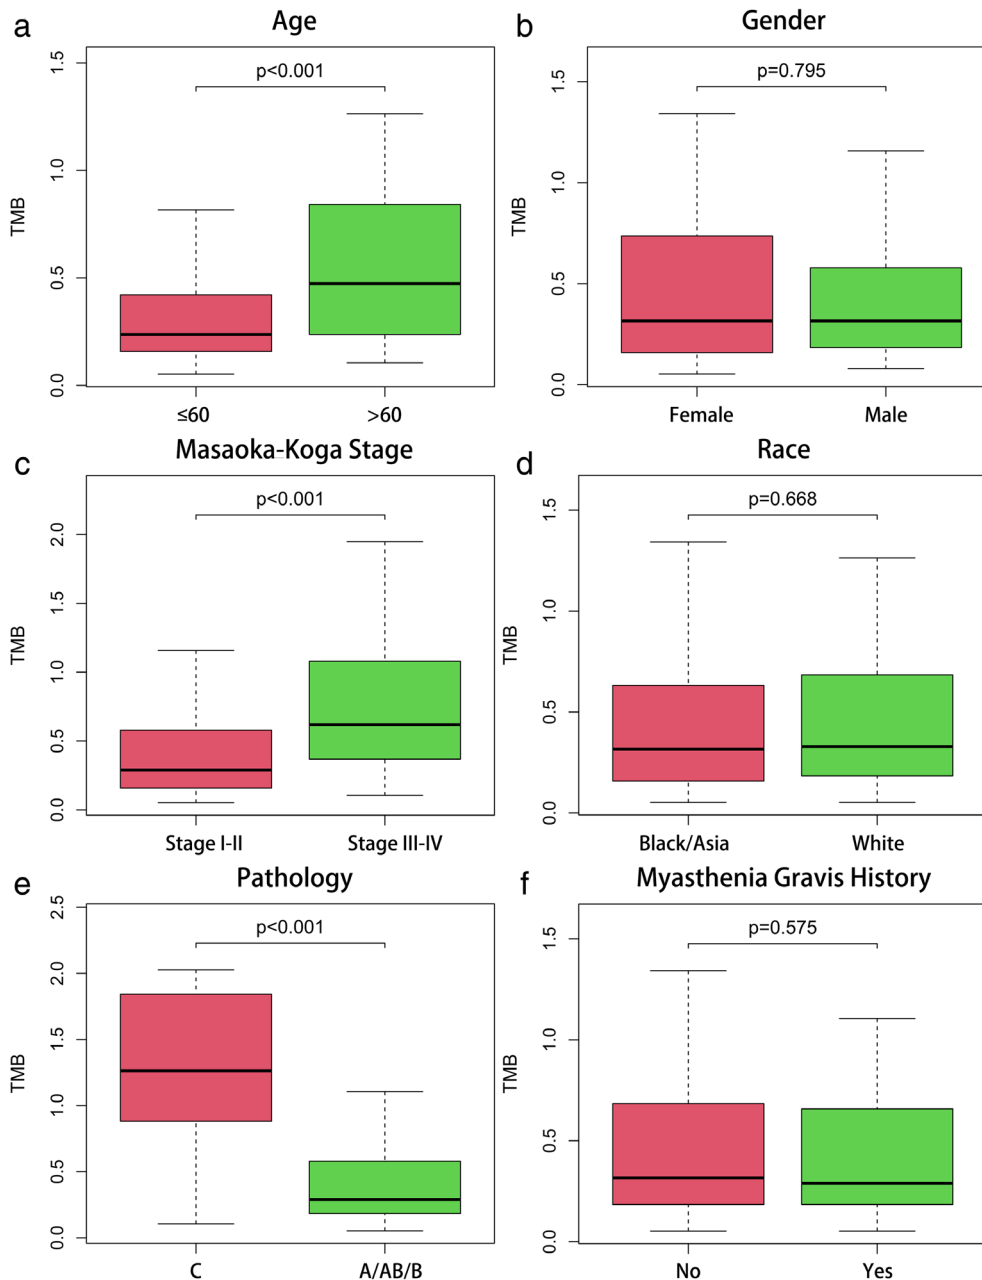 a
Age
1.5
p<0.001
1.0
TMB
0.5
0.0
≤60
>60
b
Gender
1.5
p=0.795
1.0
TMB
0.5
0.0
Female
Male
c
Masaoka-Koga Stage
p<0.001
2.0
1.5
TMB
1.0
0.5
0.0
Stage I-II
Stage III-IV
d
Race
1.5
p=0.668
1.0
TMB
0.5
0.0
Black/Asia
White
e
Pathology
2.5
p<0.001
2.0
1.5
TMB
1.0
0.5
0.0
C
A/AB/B
f
Myasthenia Gravis History
1.5
p=0.575
1.0
TMB
0.5
0.0
No
Yes